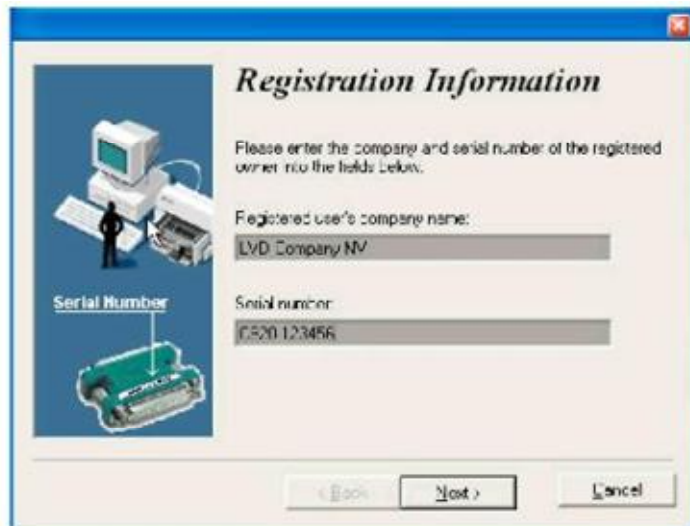 Registration Information
Please enter the company and serial number of the registered
owner into the fields below.
Registered user's company name:
LVD Company NV
Serial Number
Serial number:
123456
< Back
Next >
Cancel